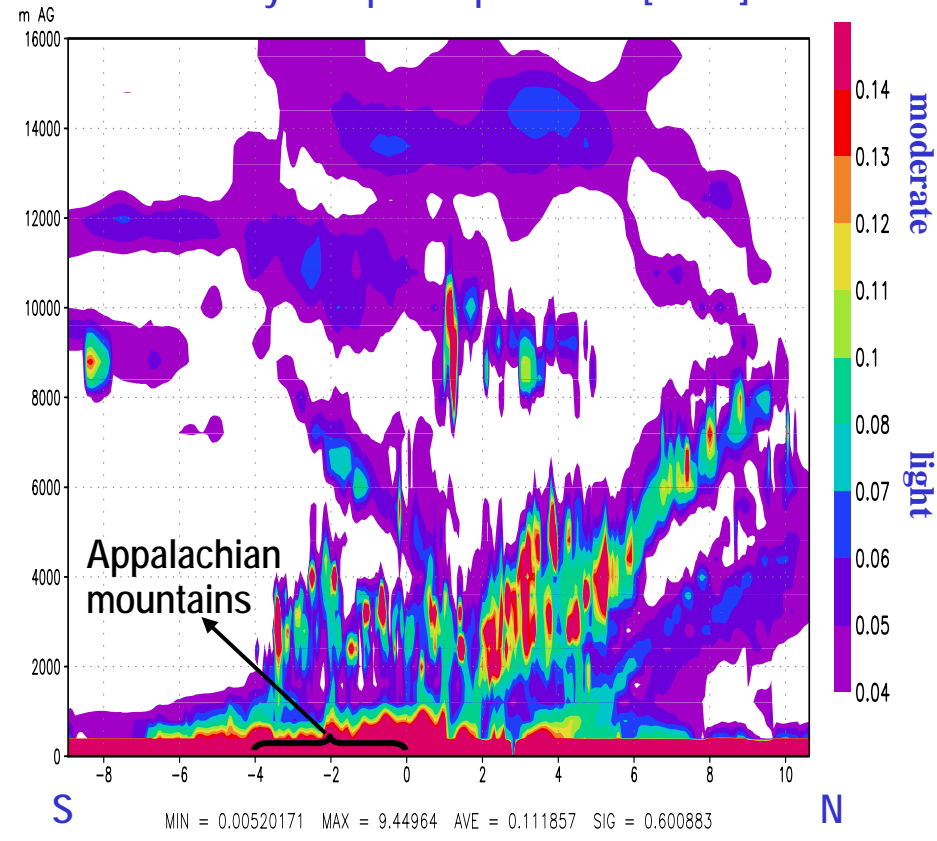 m AG
16000
14000
12000
10000
8000
6000
4000
2000
0
Appalachian
mountains
-8 -6 -4 -2 0 2 4 6 8 10
S N
MIN = 0.00520171 MAX = 9.44964 AVE = 0.111857 SIG = 0.600883
0.14
0.13
0.12
0.11
0.1
0.08
0.07
0.06
0.05
0.04
moderate
light